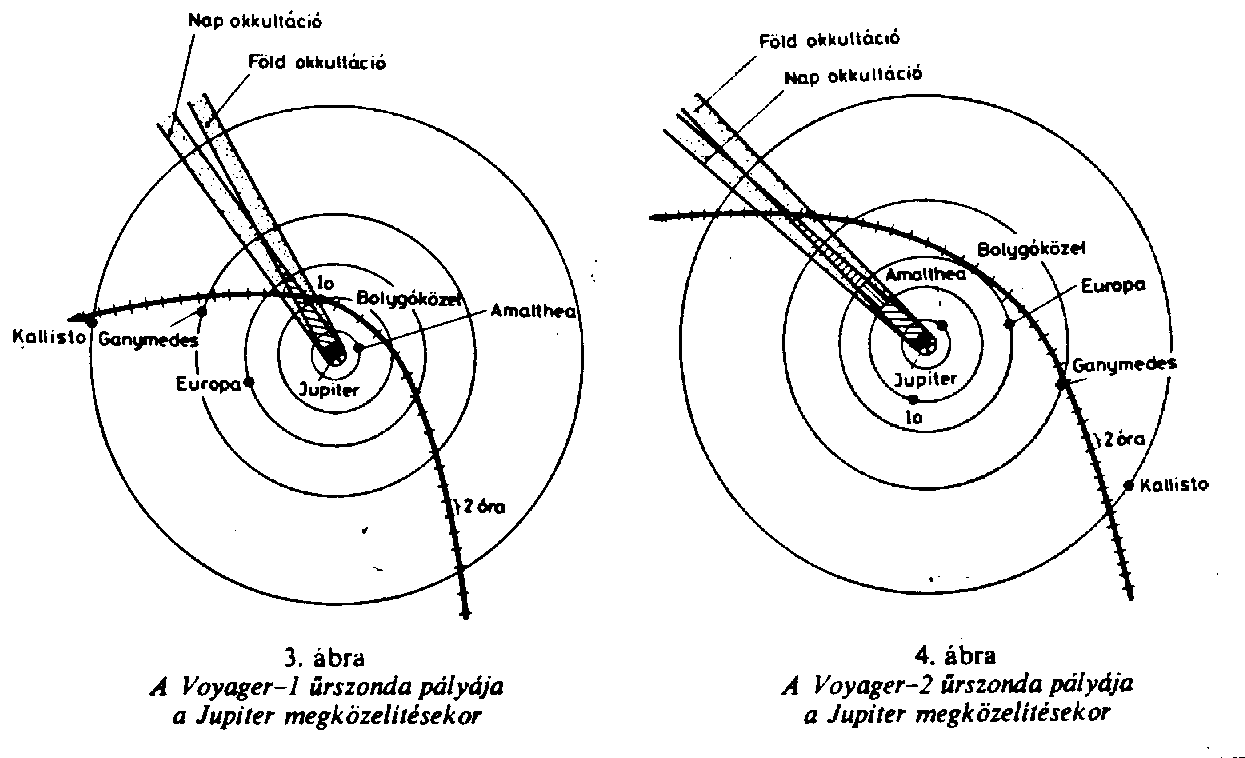 Nap okkultáció
Föld okkultáció
Io
Bolygóközel
Amalthea
Kallisto
Ganymedes
Europa
Jupiter
2 óra
3. ábra
A Voyager-1 űrszonda pályája
a Jupiter megközelítésekor
Föld okkultáció
Nap okkultáció
Bolygóközel
Amalthea
Europa
Ganymedes
Jupiter
Io
2 óra
Kallisto
4. ábra
A Voyager-2 űrszonda pályája
a Jupiter megközelítésekor